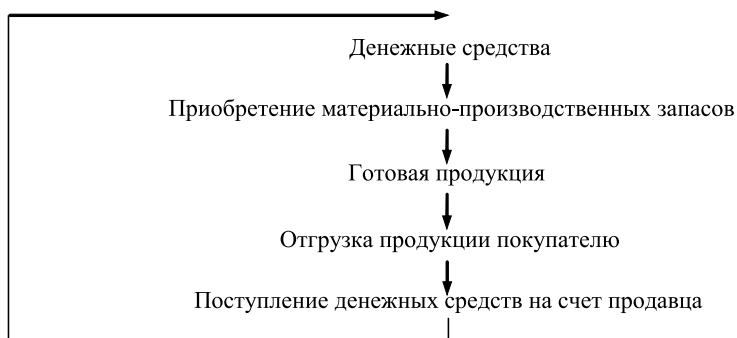 Денежные средства
Приобретение материально-производственных запасов
Готовая продукция
Отгрузка продукции покупателю
Поступление денежных средств на счет продавца